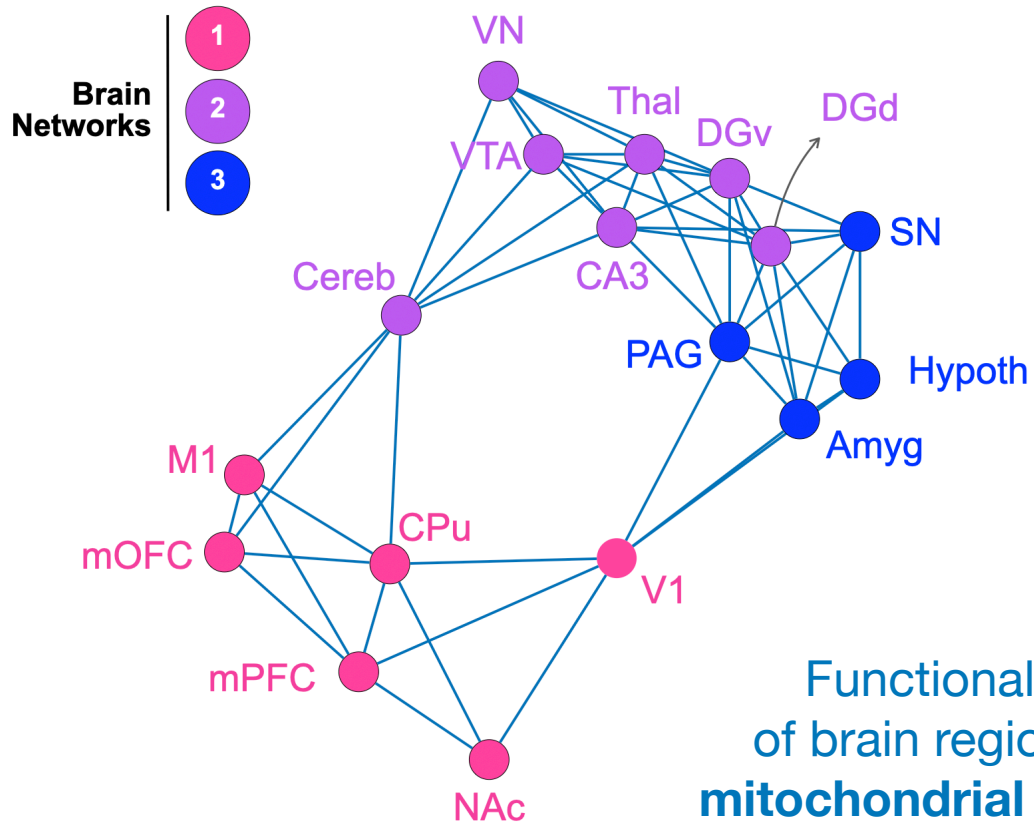 Brain
Networks
1
2
3
VN
Thal
DGv
DGd
VTA
SN
CA3
Cereb
PAG
Hypoth
Amyg
M1
CPu
mOFC
V1
mPFC
NAc
Functional
of brain regio
mitochondrial